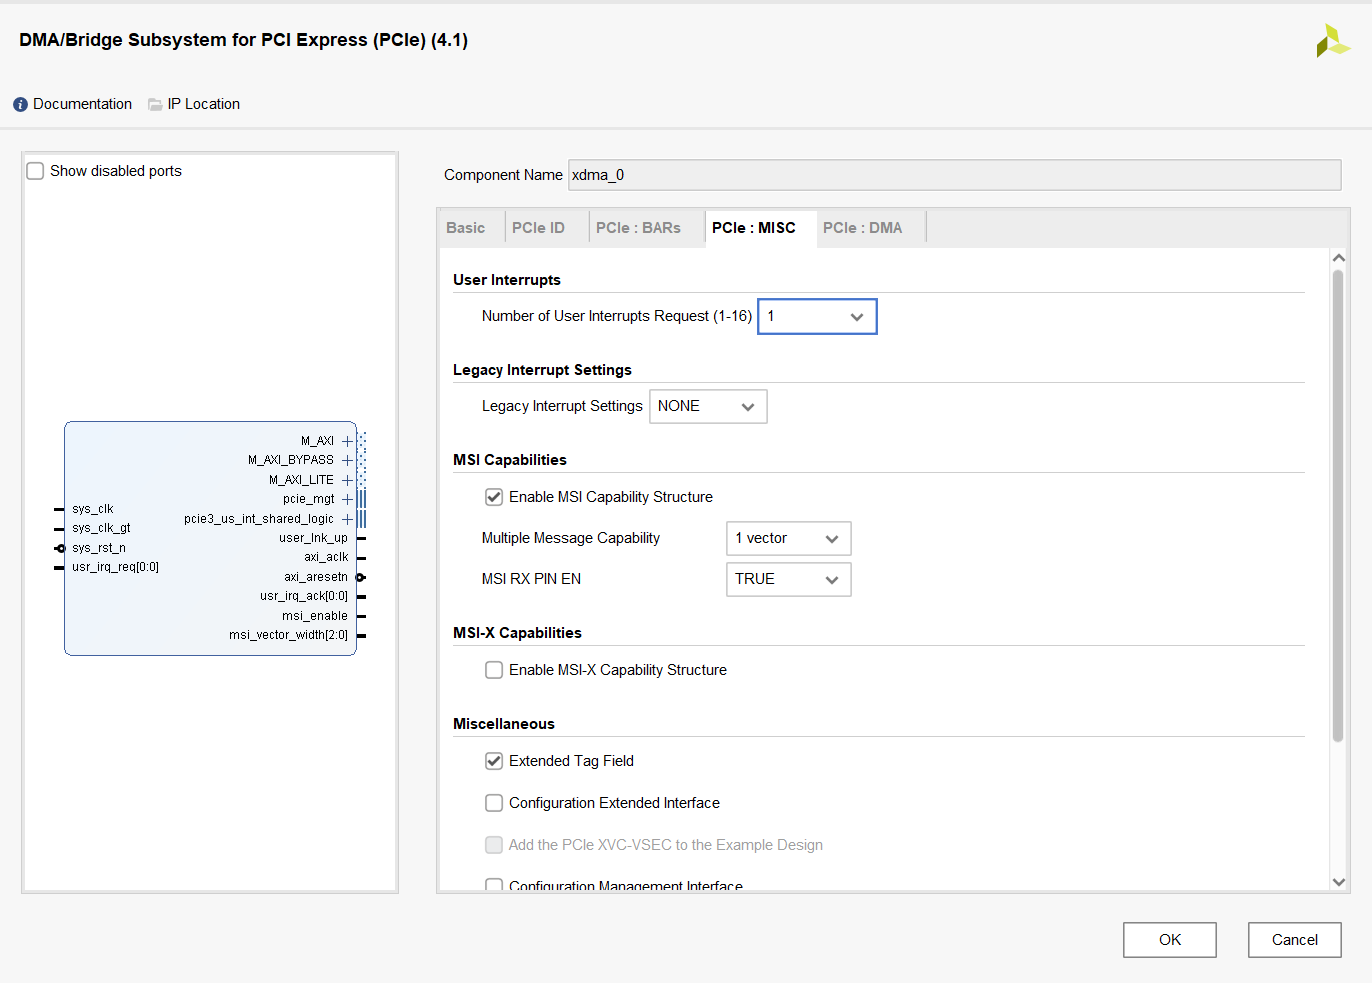 DMA/Bridge Subsystem for PCI Express (PCIe) (4.1)
Documentation
IP Location
Show disabled ports
M_AXI
M_AXI_BYPASS
M_AXI_LITE
pcie_mgt
sys_clk
pcie3_us_int_shared_logic
sys_clk_gt
user_lnk_up
sys_rst_n
axi_aclk
usr_irq_req[0:0]
axi_aresetn
usr_irq_ack[0:0]
msi_enable
msi_vector_width[2:0]
Component Name xdma_0
Basic
PCIe ID
PCIe : BARs
PCIe : MISC
PCIe : DMA
User Interrupts
Number of User Interrupts Request (1-16) 1
Legacy Interrupt Settings
Legacy Interrupt Settings NONE
MSI Capabilities
Enable MSI Capability Structure
Multiple Message Capability 1 vector
MSI RX PIN EN TRUE
MSI-X Capabilities
Enable MSI-X Capability Structure
Miscellaneous
Extended Tag Field
Configuration Extended Interface
Add the PCIe XVC-VSEC to the Example Design
Configuration Management Interface
OK
Cancel